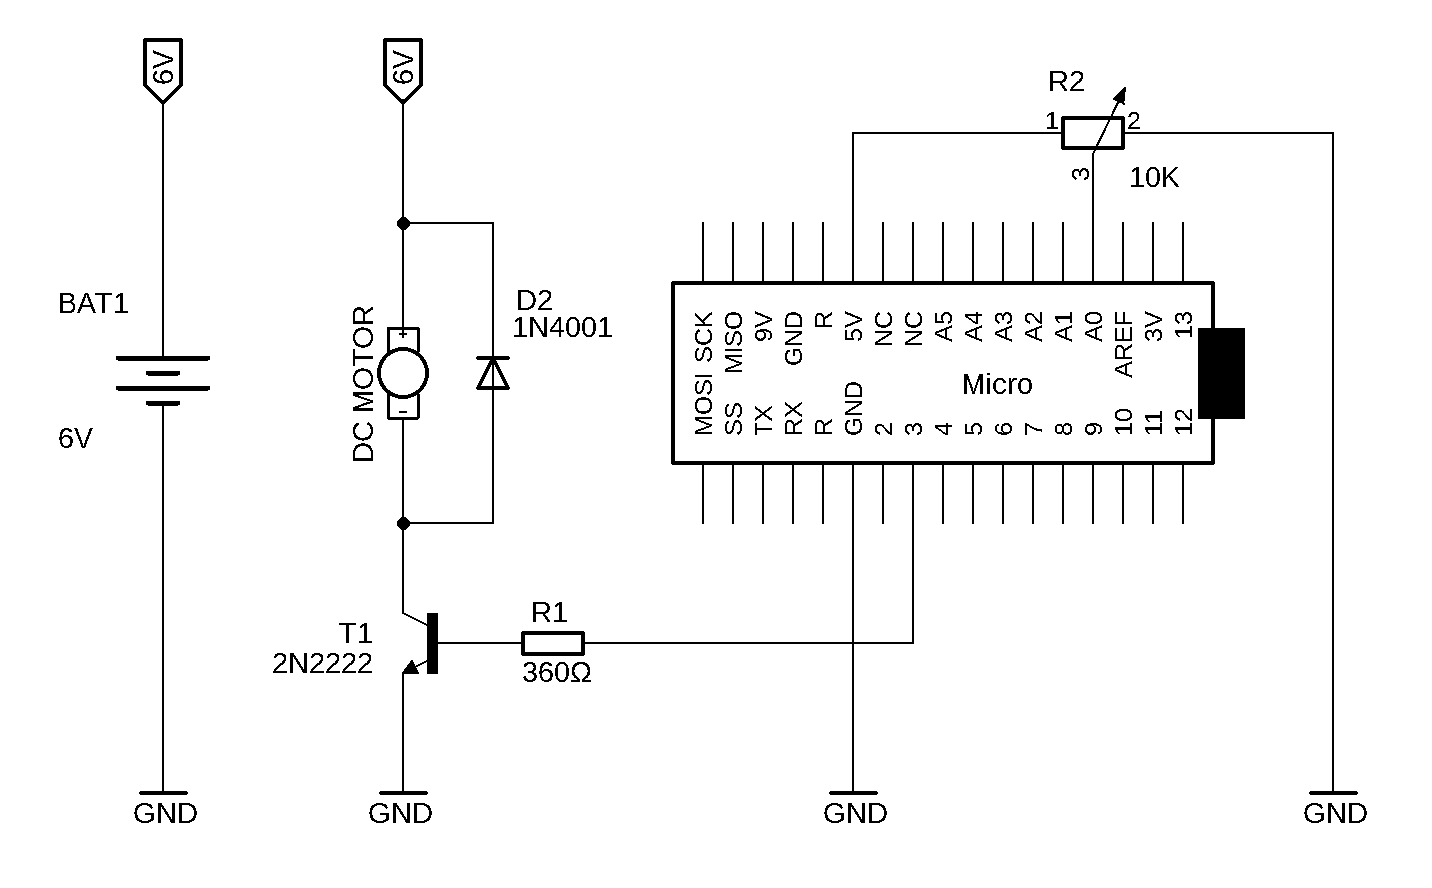 6V
6V
R2
1
2
3
10K
BAT1
6V
DC MOTOR
+
-
D2
1N4001
MOSI SCK
SS MISO
TX 9V
RX GND
R R
GND 5V
2 NC
3 NC
4 A5
5 A4
6 A3
7 A2
8 A1
9 A0
10 AREF
11 3V
12 13
Micro
T1
2N2222
R1
360Ω
GND
GND
GND
GND